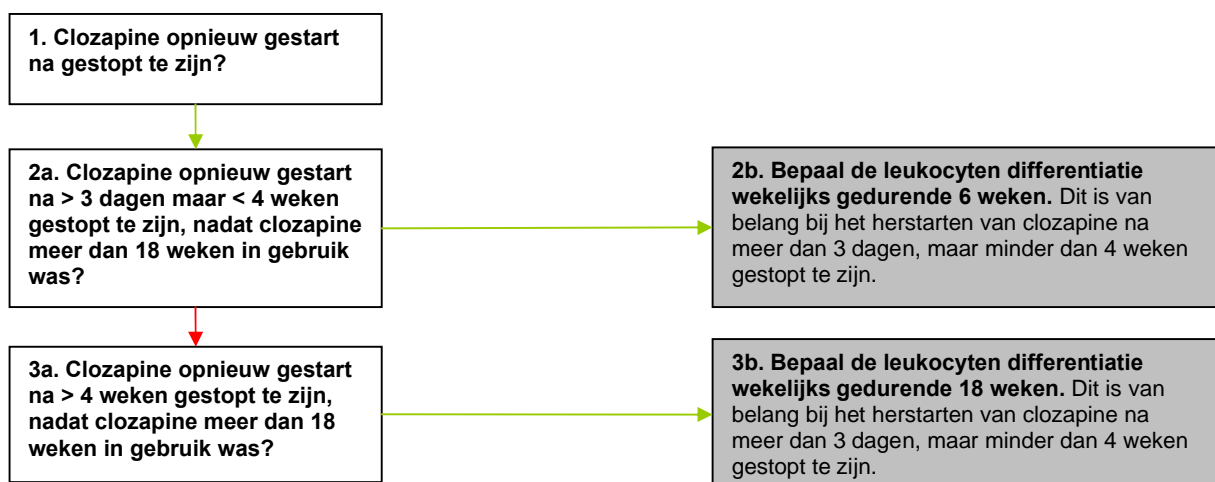 1. Clozapine opnieuw gestart
na gestopt te zijn?
2a. Clozapine opnieuw gestart
na > 3 dagen maar < 4 weken
gestopt te zijn, nadat clozapine
meer dan 18 weken in gebruik
was?
2b. Bepaal de leukocyten differentiatie
wekelijks gedurende 6 weken. Dit is van
belang bij het herstarten van clozapine na
meer dan 3 dagen, maar minder dan 4 weken
gestopt te zijn.
3a. Clozapine opnieuw gestart
na > 4 weken gestopt te zijn,
nadat clozapine meer dan 18
weken in gebruik was?
3b. Bepaal de leukocyten differentiatie
wekelijks gedurende 18 weken. Dit is van
belang bij het herstarten van clozapine na
meer dan 3 dagen, maar minder dan 4 weken
gestopt te zijn.